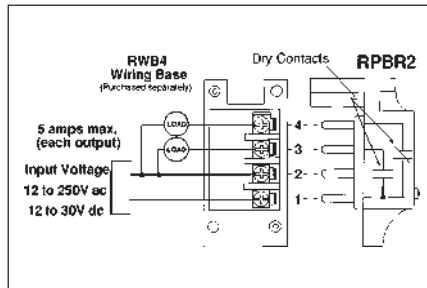 RWB4
Wiring Base
(Purchased separately)
Dry Contacts
RPBR2
5 amps max,
(each output)
LOAD
LOAD
Input Voltage
12 to 250V ac
12 to 30V dc
4
3
2
1